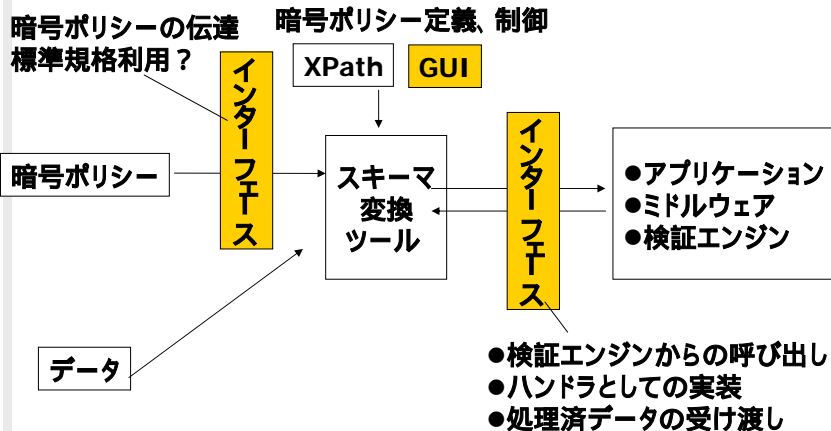 暗号ポリシーの伝達
標準規格利用？
暗号ポリシー定義、制御
XPath
GUI
インターフェース
暗号ポリシー
スキーマ
変換
ツール
インターフェース
●アプリケーション
●ミドルウェア
●検証エンジン
データ
●検証エンジンからの呼び出し
●ハンドラとしての実装
●処理済データの受け渡し